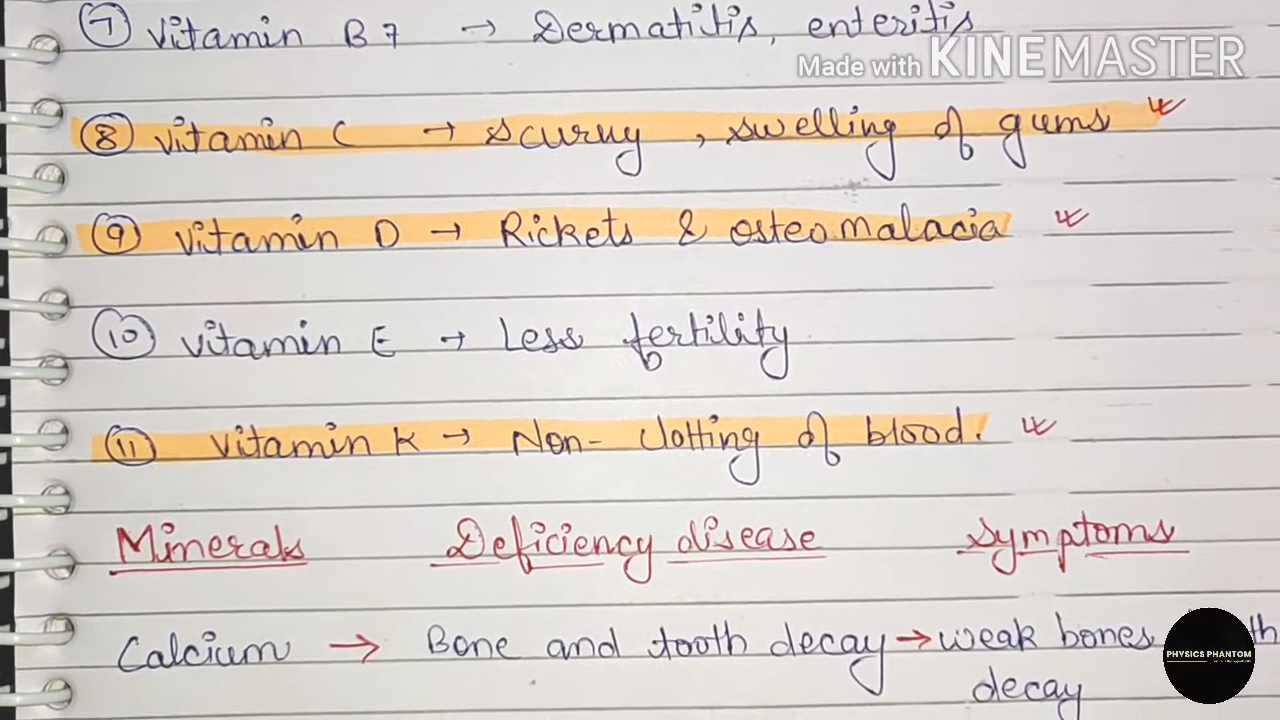 ⑦ Vitamin B7 → Dermatitis, enteritis
Made with KINEMASTER
⑧ Vitamin C → Scurvy, swelling of gums
⑨ Vitamin D → Rickets & osteomalacia
⑩ Vitamin E → Less fertility
⑪ Vitamin K → Non-clotting of blood.
Minerals Deficiency disease Symptoms
Calcium → Bone and tooth decay → weak bones
decay
PHYSICS PHANTOM